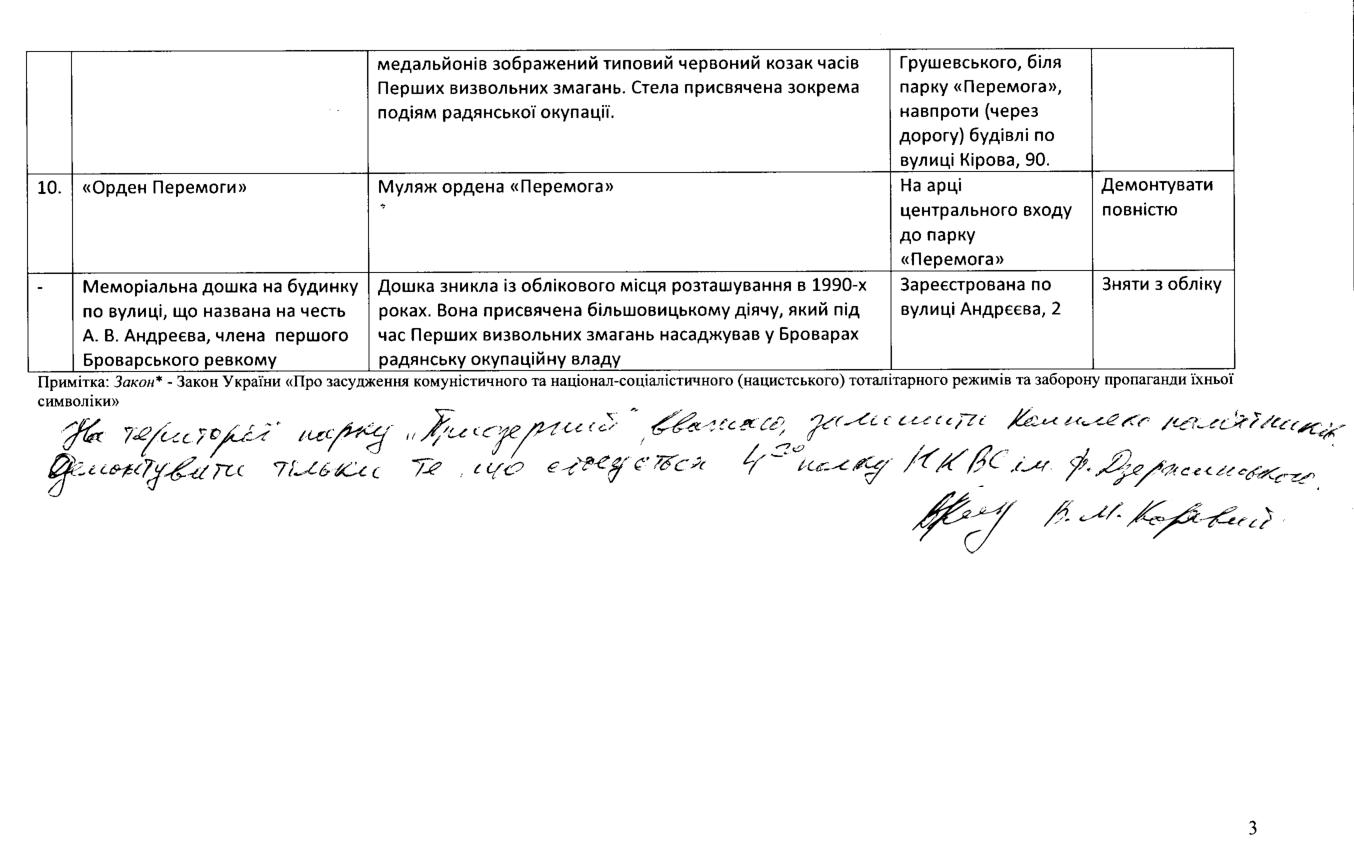 медальйонів зображений типовий червоний козак часів
Перших визвольних змагань. Стела присвячена зокрема
подіям радянської окупації.
Грушевського, біля
парку «Перемога»,
навпроти (через
дорогу) будівлі по
вулиці Кірова, 90.
10.
«Орден Перемоги»
Муляж ордена «Перемога»
На арці
центрального входу
до парку
«Перемога»
Демонтувати
повністю
-
Меморіальна дошка на будинку
по вулиці, що названа на честь
А. В. Андреєва, члена першого
Броварського ревкому
Дошка зникла із облікового місця розташування в 1990-х
роках. Вона присвячена більшовицькому діячу, який під
час Перших визвольних змагань насаджував у Броварах
радянську окупаційну владу
Зареєстрована по
вулиці Андрєєва, 2
Зняти з обліку
Примітка: Закон* - Закон України «Про засудження комуністичного та націонал-соціалістичного (нацистського) тоталітарного режимів та заборону пропаганди їхньої
символіки»
На території парку „Приозерний" вважаю, залишити комплекс пам'ятників.
Демонтувати тільки те що стосується 4го полку НКВС ім. Ф. Дзержинського.
В. М.
3